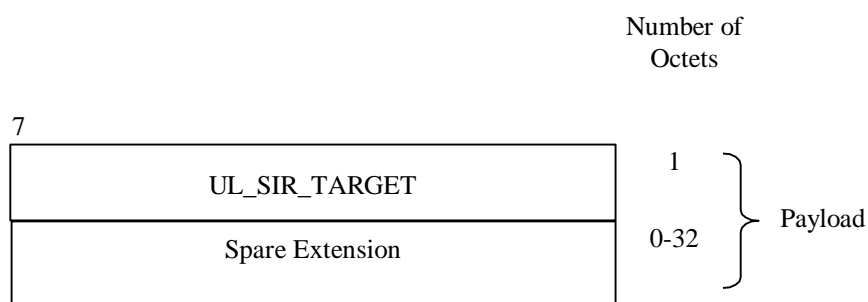 Number of
Octets
7
UL_SIR_TARGET
1
Spare Extension
0-32
Payload